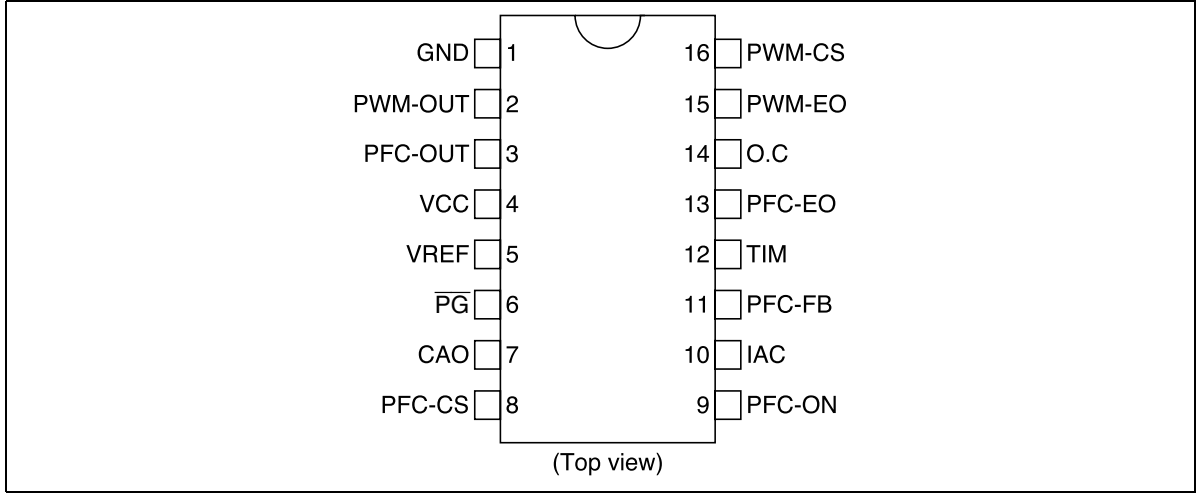 GND 1 16 PWM-CS
PWM-OUT 2 15 PWM-EO
PFC-OUT 3 14 O.C
VCC 4 13 PFC-EO
VREF 5 12 TIM
P̅G̅ 6 11 PFC-FB
CAO 7 10 IAC
PFC-CS 8 9 PFC-ON
(Top view)